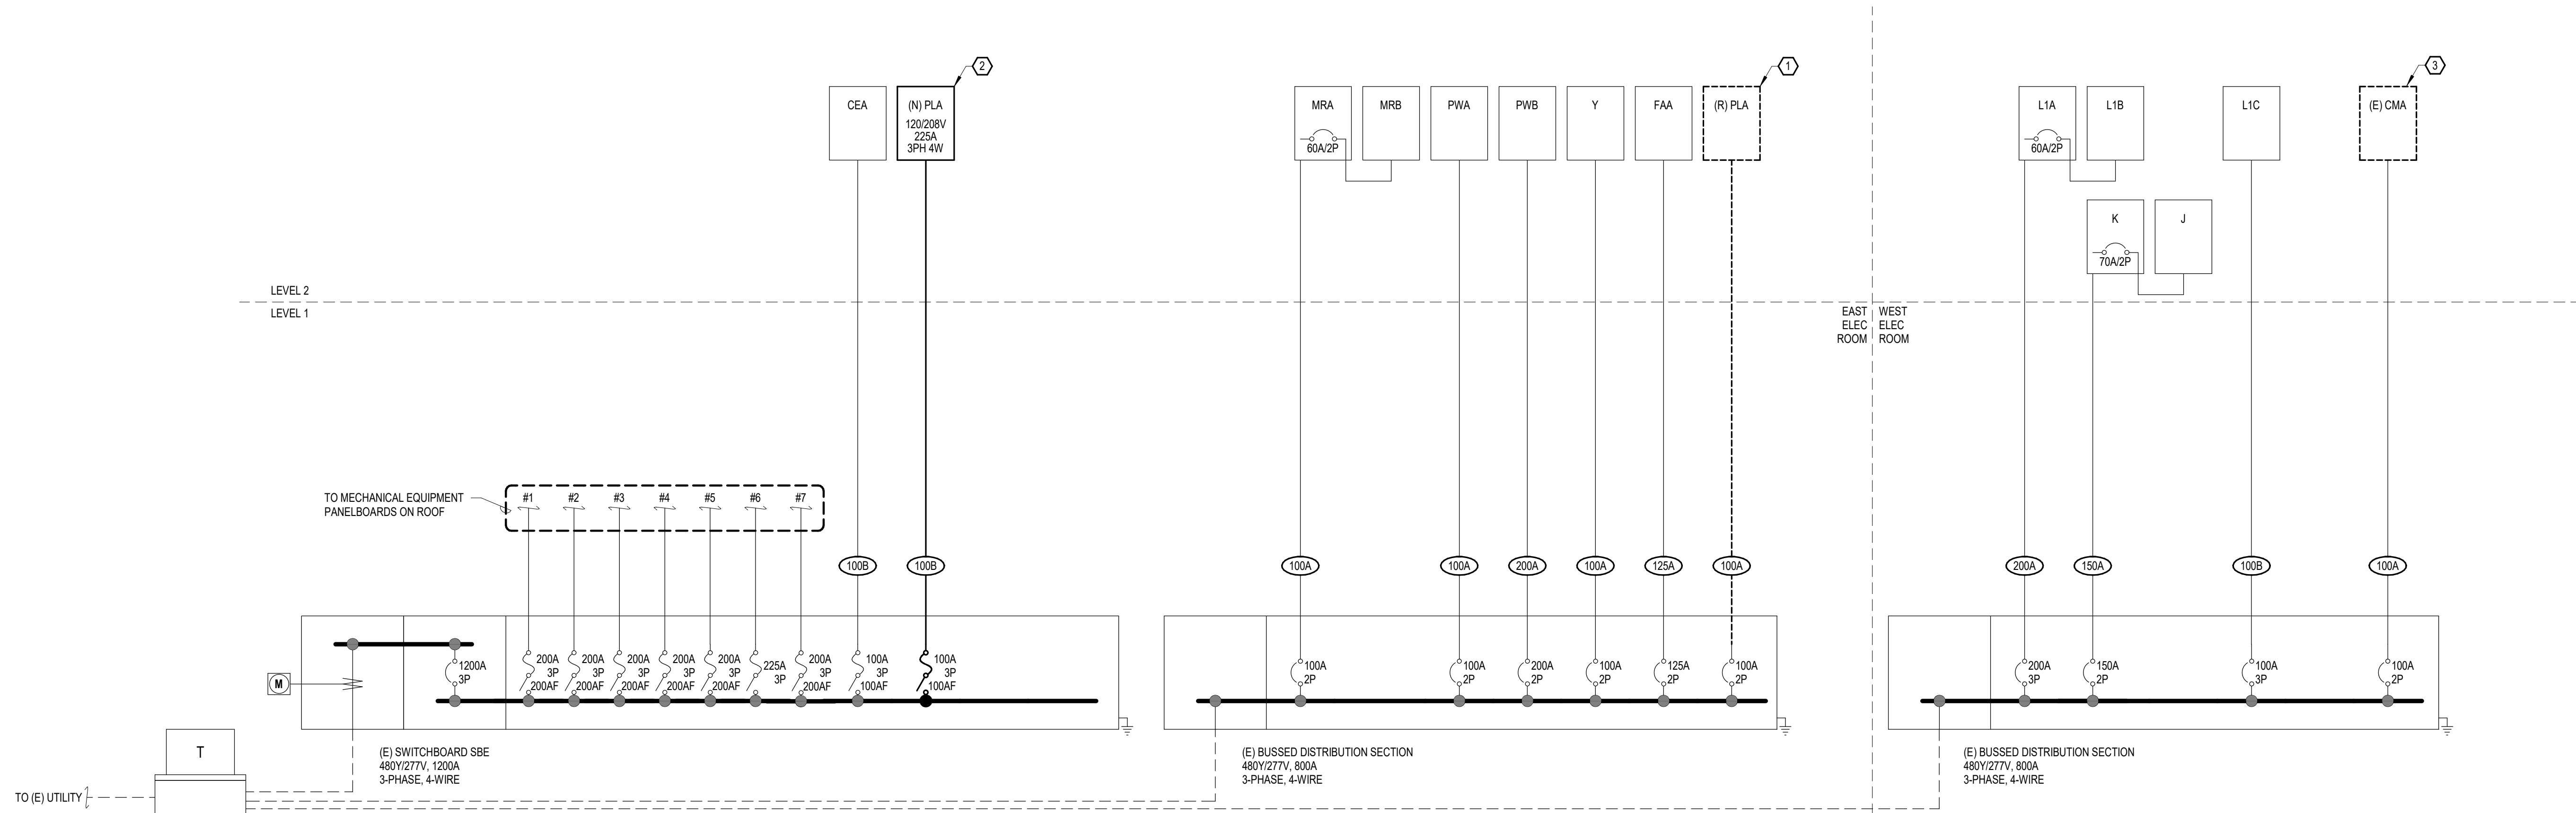 2
1
3
CEA
(N) PLA
120/208V
225A
3PH 4W
MRA
60A/2P
MRB
PWA
PWB
Y
FAA
(R) PLA
L1A
60A/2P
L1B
L1C
(E) CMA
K
70A/2P
J
LEVEL 2
LEVEL 1
EAST
ELEC
ROOM
WEST
ELEC
ROOM
TO MECHANICAL EQUIPMENT
PANELBOARDS ON ROOF
#1
#2
#3
#4
#5
#6
#7
100B
100B
100A
100A
200A
100A
125A
100A
200A
150A
100B
100A
M
1200A
3P
200A
3P
200AF
200A
3P
200AF
200A
3P
200AF
200A
3P
200AF
200A
3P
200AF
225A
3P
200A
3P
200AF
100A
3P
100AF
100A
3P
100AF
100A
2P
100A
2P
200A
2P
100A
2P
125A
2P
100A
2P
200A
3P
150A
2P
100A
3P
100A
2P
T
TO (E) UTILITY
(E) SWITCHBOARD SBE
480Y/277V, 1200A
3-PHASE, 4-WIRE
(E) BUSSED DISTRIBUTION SECTION
480Y/277V, 800A
3-PHASE, 4-WIRE
(E) BUSSED DISTRIBUTION SECTION
480Y/277V, 800A
3-PHASE, 4-WIRE